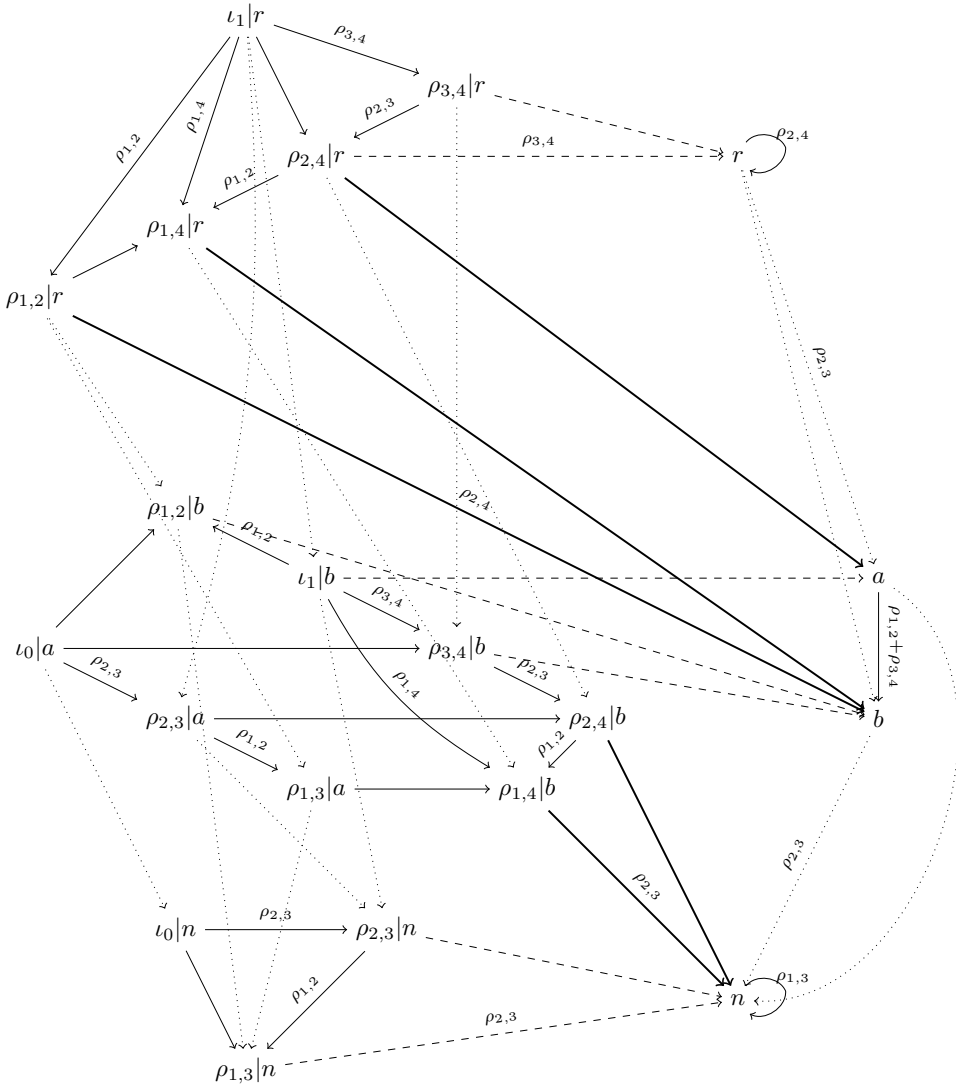 ι₁|r
ρ₃,₄
ρ₃,₄|r
ρ₂,₃
ρ₁,₄
ρ₁,₂
ρ₂,₄|r
ρ₃,₄
r
ρ₂,₄
ρ₁,₂
ρ₁,₄|r
ρ₁,₂|r
ρ₂,₃
ρ₁,₂|b
ρ₂,₄
ρ₁,₂
ι₁|b
a
ρ₃,₄
ρ₁,₂+ρ₃,₄
ι₀|a
ρ₃,₄|b
ρ₂,₃
ρ₂,₃
ρ₁,₄
ρ₂,₃|a
ρ₂,₄|b
b
ρ₁,₂
ρ₁,₂
ρ₁,₃|a
ρ₁,₄|b
ρ₂,₃
ρ₂,₃
ι₀|n
ρ₂,₃
ρ₂,₃|n
ρ₁,₂
n
ρ₁,₃
ρ₂,₃
ρ₁,₃|n